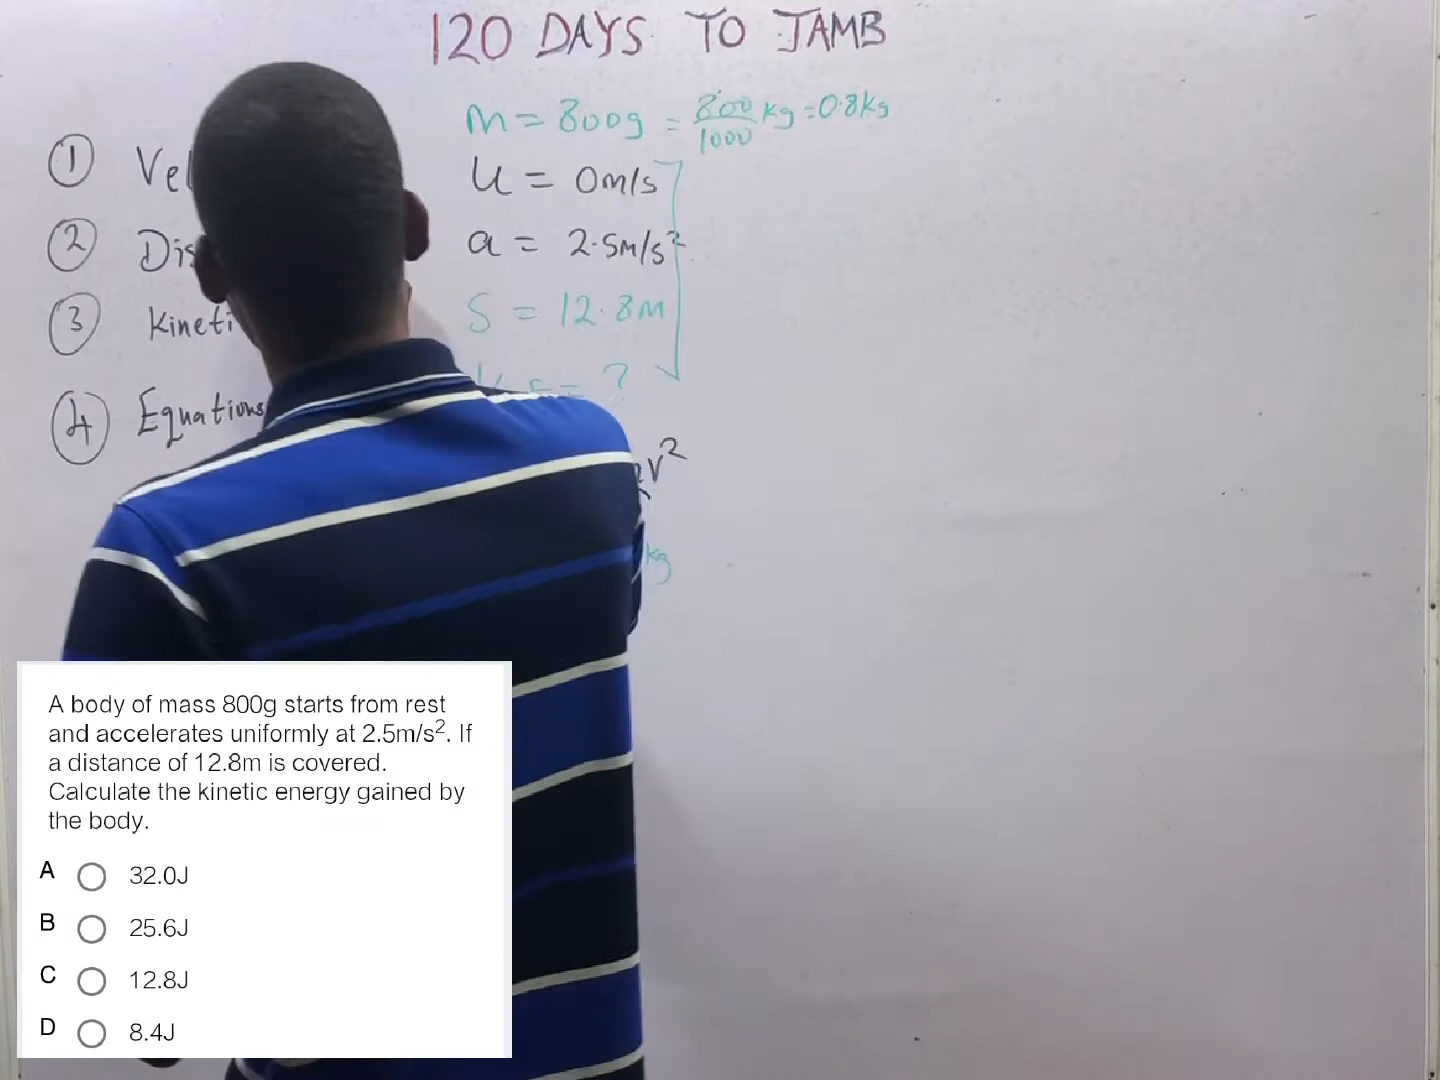 120 DAYS TO JAMB
m = 800g = 800/1000 kg = 0.8kg
① Vel
u = 0m/s
② Dis
a = 2.5m/s²
③ Kineti
S = 12.8m
④ Equations
= ?
v²
kg
A body of mass 800g starts from rest
and accelerates uniformly at 2.5m/s². If
a distance of 12.8m is covered.
Calculate the kinetic energy gained by
the body.
A 32.0J
B 25.6J
C 12.8J
D 8.4J